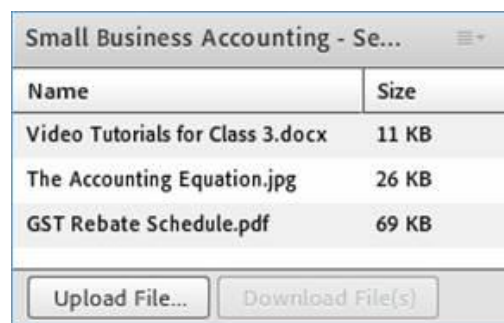 Small Business Accounting - Se...
Name Size
Video Tutorials for Class 3.docx 11 KB
The Accounting Equation.jpg 26 KB
GST Rebate Schedule.pdf 69 KB
Upload File... Download File(s)